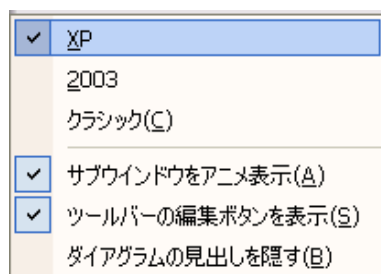 XP
2003
クラシック(C)
サブウインドウをアニメ表示(A)
ツールバーの編集ボタンを表示(S)
ダイアグラムの見出しを隠す(B)